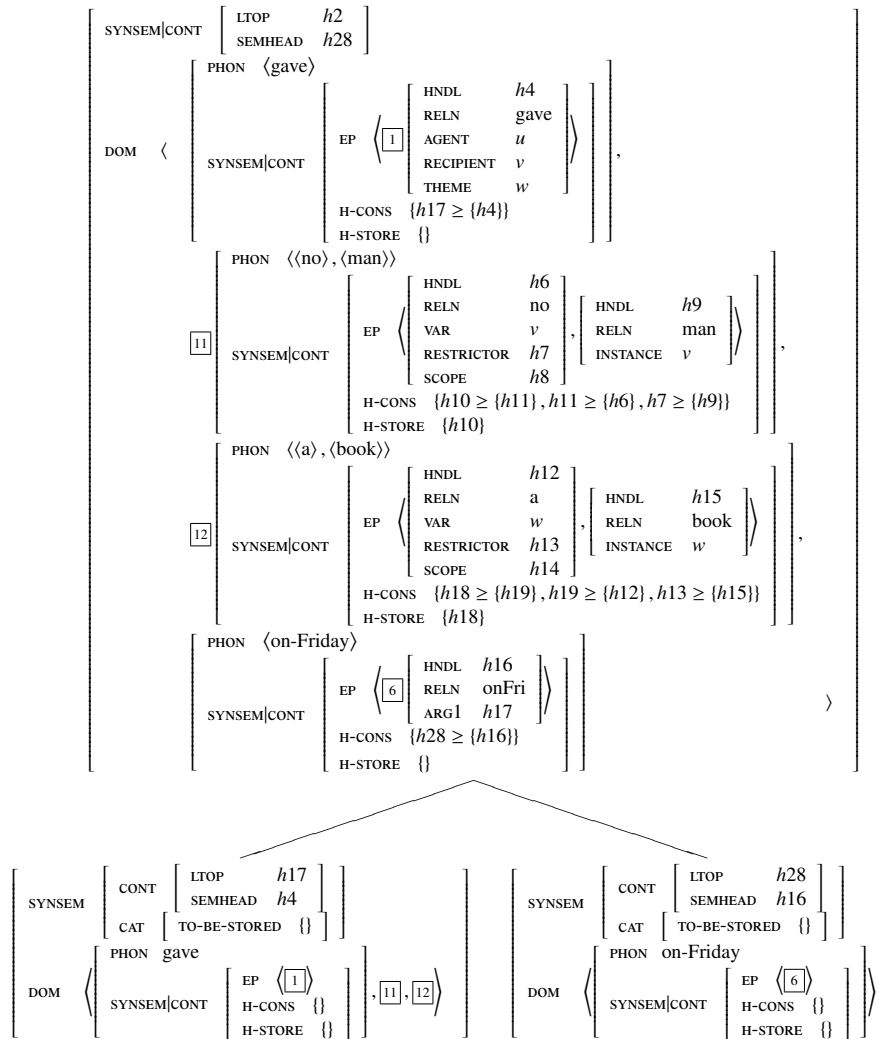 LTOP h2
SYNSEM|CONT
SEMHEAD h28
PHON ⟨gave⟩
HNDL h4
RELN gave
EP ⟨ 1 AGENT u ⟩
DOM ⟨ SYNSEM|CONT RECIPIENT v ,
THEME w
H-CONS {h17 ≥ {h4}}
H-STORE {}
PHON ⟨⟨no⟩ , ⟨man⟩⟩
HNDL h6
RELN no HNDL h9
EP ⟨ VAR v , RELN man ⟩
11 SYNSEM|CONT RESTRICTOR h7 INSTANCE v ,
SCOPE h8
H-CONS {h10 ≥ {h11} , h11 ≥ {h6} , h7 ≥ {h9}}
H-STORE {h10}
PHON ⟨⟨a⟩ , ⟨book⟩⟩
HNDL h12
RELN a HNDL h15
EP ⟨ VAR w , RELN book ⟩
12 SYNSEM|CONT RESTRICTOR h13 INSTANCE w ,
SCOPE h14
H-CONS {h18 ≥ {h19} , h19 ≥ {h12} , h13 ≥ {h15}}
H-STORE {h18}
PHON ⟨on-Friday⟩
HNDL h16
EP ⟨ 6 RELN onFri ⟩
SYNSEM|CONT ARG1 h17 ⟩
H-CONS {h28 ≥ {h16}}
H-STORE {}
LTOP h17
CONT
SYNSEM SEMHEAD h4
CAT TO-BE-STORED {}
PHON gave
EP ⟨ 1 ⟩
DOM ⟨ SYNSEM|CONT H-CONS {} , 11 , 12 ⟩
H-STORE {}
LTOP h28
CONT
SYNSEM SEMHEAD h16
CAT TO-BE-STORED {}
PHON on-Friday
EP ⟨ 6 ⟩
DOM ⟨ SYNSEM|CONT H-CONS {} ⟩
H-STORE {}